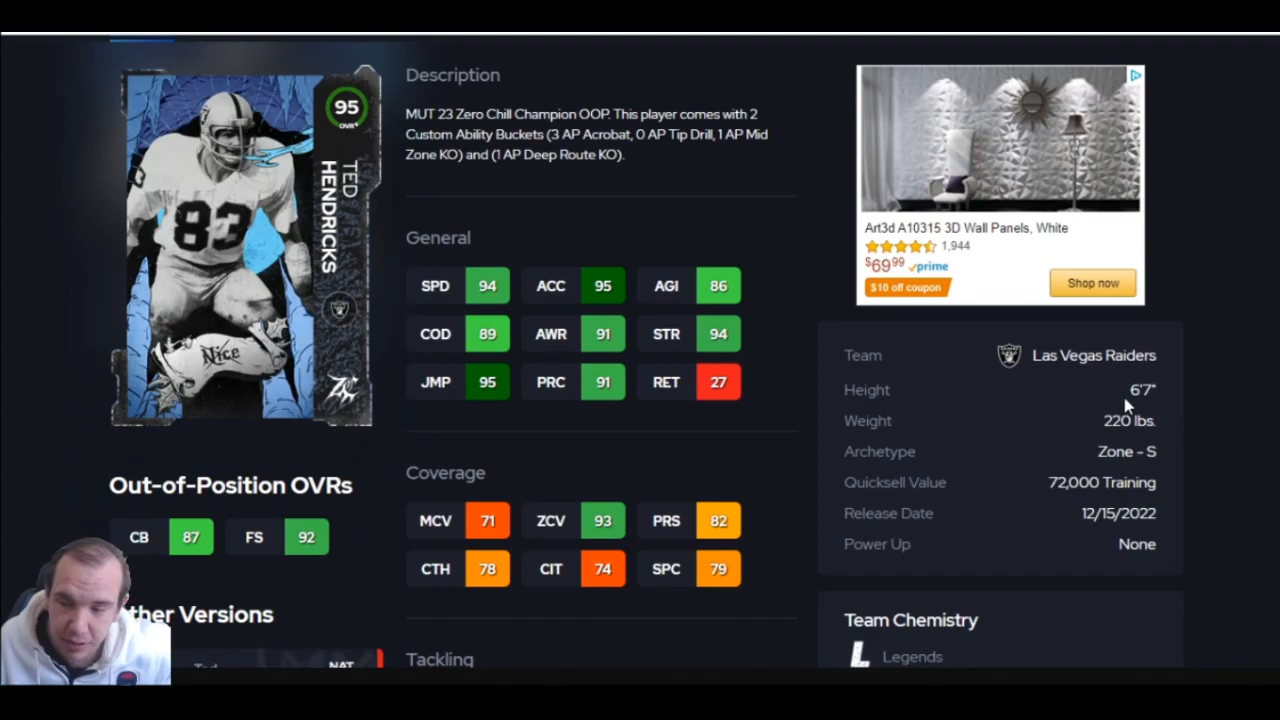 95
OVR
TED
HENDRICKS
83
Nice
Description
MUT 23 Zero Chill Champion OOP. This player comes with 2
Custom Ability Buckets (3 AP Acrobat, 0 AP Tip Drill, 1 AP Mid
Zone KO) and (1 AP Deep Route KO).
General
SPD 94 ACC 95 AGI 86
COD 89 AWR 91 STR 94
JMP 95 PRC 91 RET 27
Coverage
MCV 71 ZCV 93 PRS 82
CTH 78 CIT 74 SPC 79
Tackling
Out-of-Position OVRs
CB 87 FS 92
ther Versions
Ted NAT
Art3d A10315 3D Wall Panels, White
1,944
$69.99 prime
$10 off coupon
Shop now
Team Las Vegas Raiders
Height 6'7"
Weight 220 lbs.
Archetype Zone - S
Quicksell Value 72,000 Training
Release Date 12/15/2022
Power Up None
Team Chemistry
L Legends